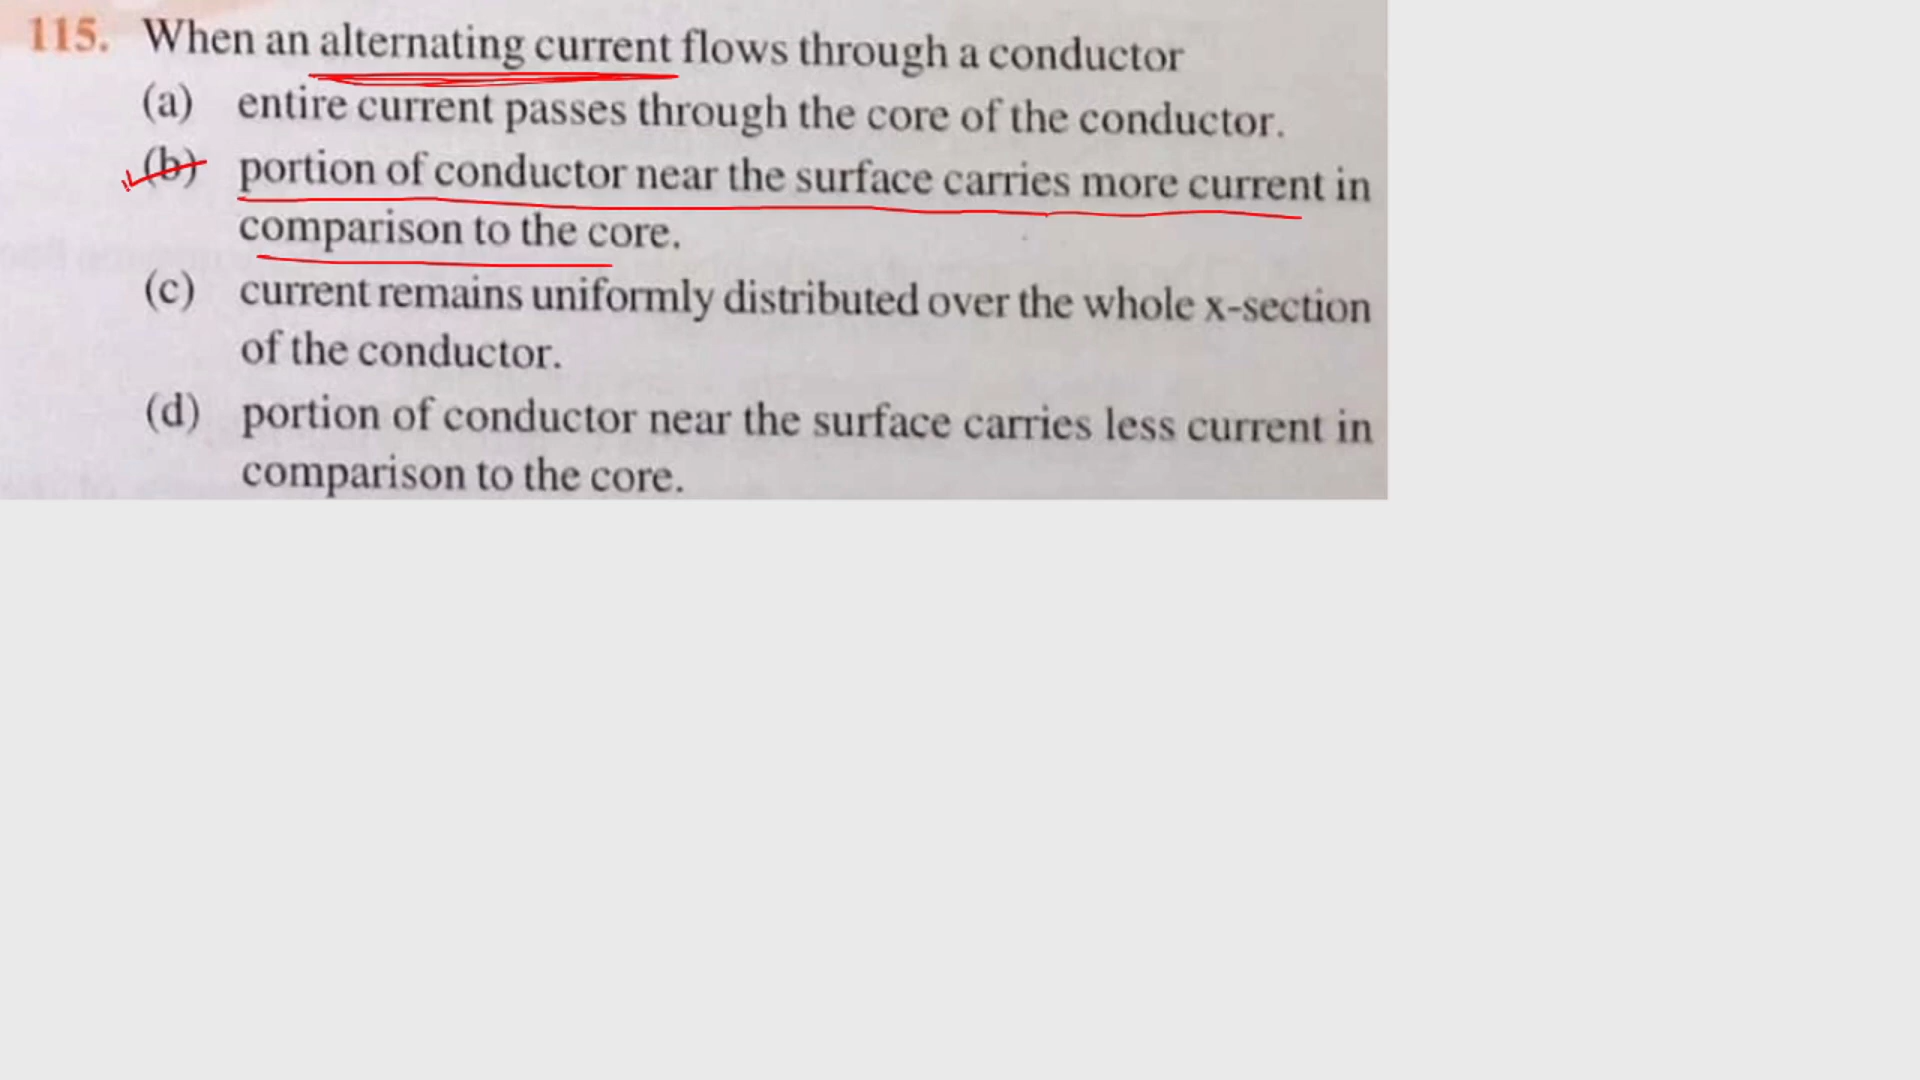 115. When an alternating current flows through a conductor
(a) entire current passes through the core of the conductor.
(b) portion of conductor near the surface carries more current in
comparison to the core.
(c) current remains uniformly distributed over the whole x-section
of the conductor.
(d) portion of conductor near the surface carries less current in
comparison to the core.